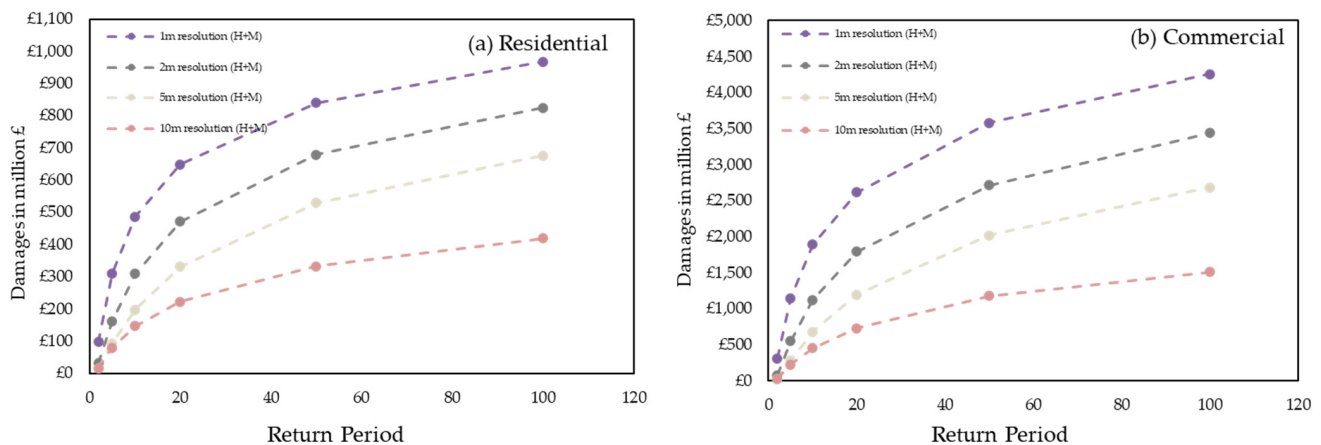 £1,100
£1,000
£900
£800
£700
£600
£500
£400
£300
£200
£100
£0
Damages in million £
1m resolution (H+M)
2m resolution (H+M)
5m resolution (H+M)
10m resolution (H+M)
(a) Residential
0 20 40 60 80 100 120
Return Period
£5,000
£4,500
£4,000
£3,500
£3,000
£2,500
£2,000
£1,500
£1,000
£500
£0
Damages in million £
1m resolution (H+M)
2m resolution (H+M)
5m resolution (H+M)
10m resolution (H+M)
(b) Commercial
0 20 40 60 80 100 120
Return Period